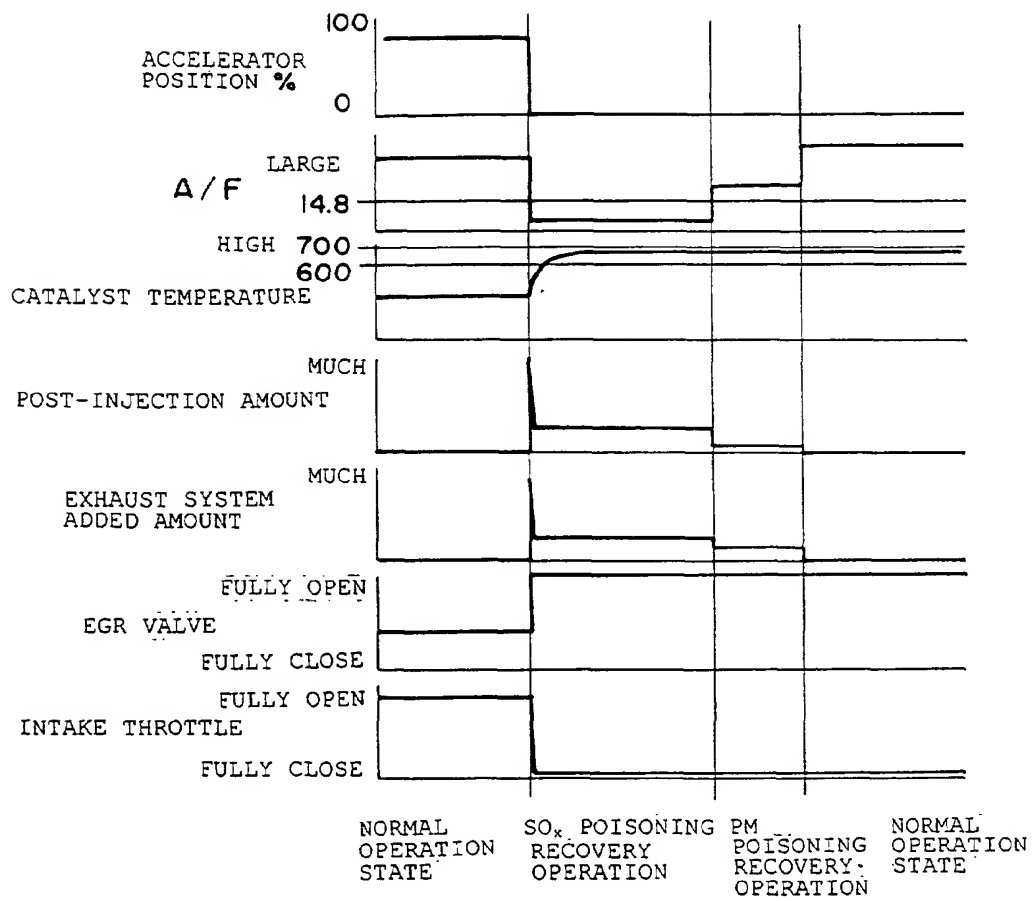 100
ACCELERATOR
POSITION %
0
LARGE
A/F
14.8
HIGH 700
600
CATALYST TEMPERATURE
MUCH
POST-INJECTION AMOUNT
MUCH
EXHAUST SYSTEM
ADDED AMOUNT
FULLY OPEN
EGR VALVE
FULLY CLOSE
FULLY OPEN
INTAKE THROTTLE
FULLY CLOSE
NORMAL
OPERATION
STATE
SOx POISONING
RECOVERY
OPERATION
PM
POISONING
RECOVERY
OPERATION
NORMAL
OPERATION
STATE